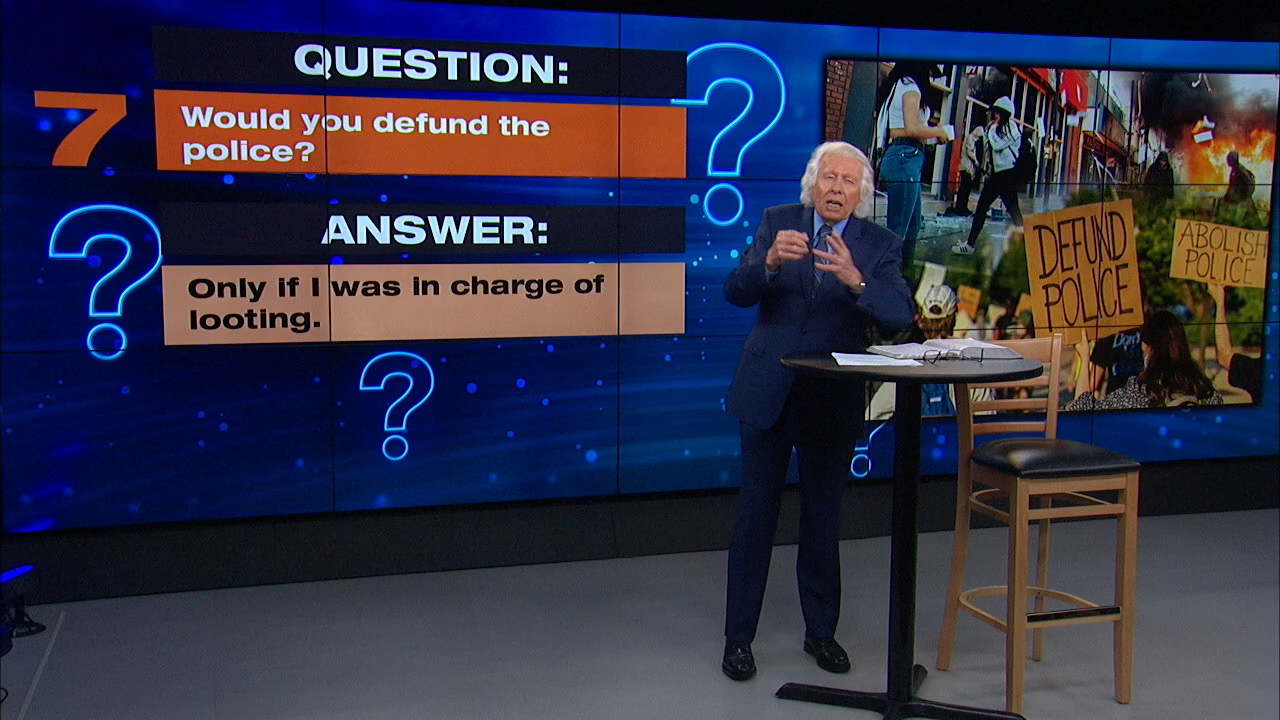 7
QUESTION:
Would you defund the
police?
ANSWER:
Only if I was in charge of
looting.
DEFUND
POLICE
ABOLISH
POLICE